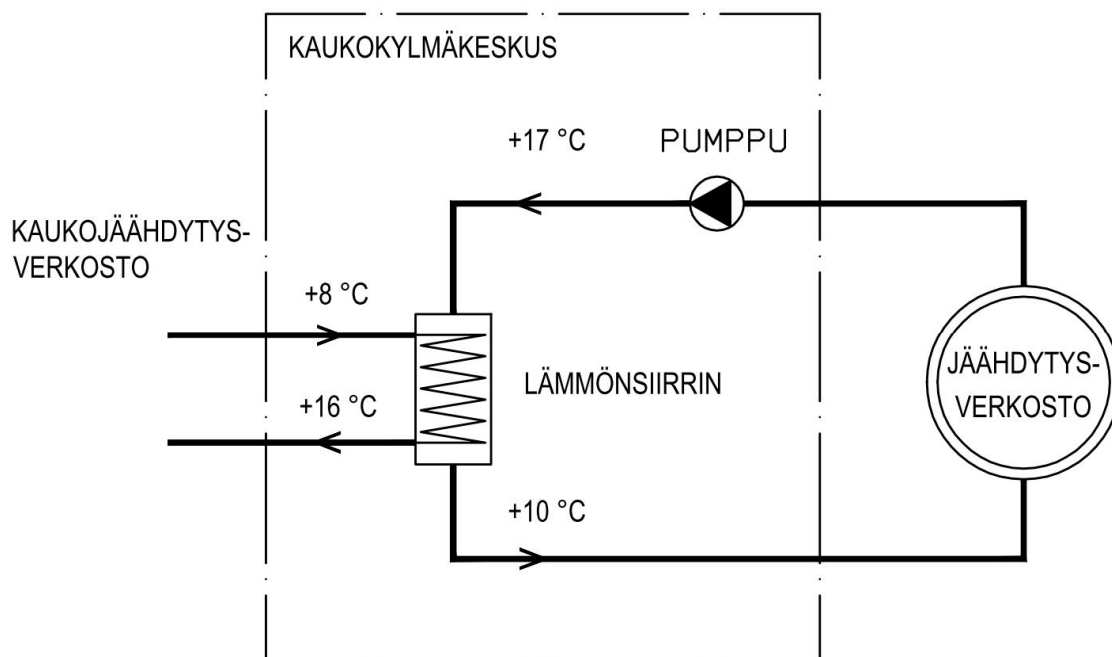 KAUKOKYLMÄKESKUS
+17 °C
PUMPPU
KAUKOJÄÄHDYTYS-
VERKOSTO
+8 °C
LÄMMÖNSIIRRIN
JÄÄHDYTYS-
VERKOSTO
+16 °C
+10 °C